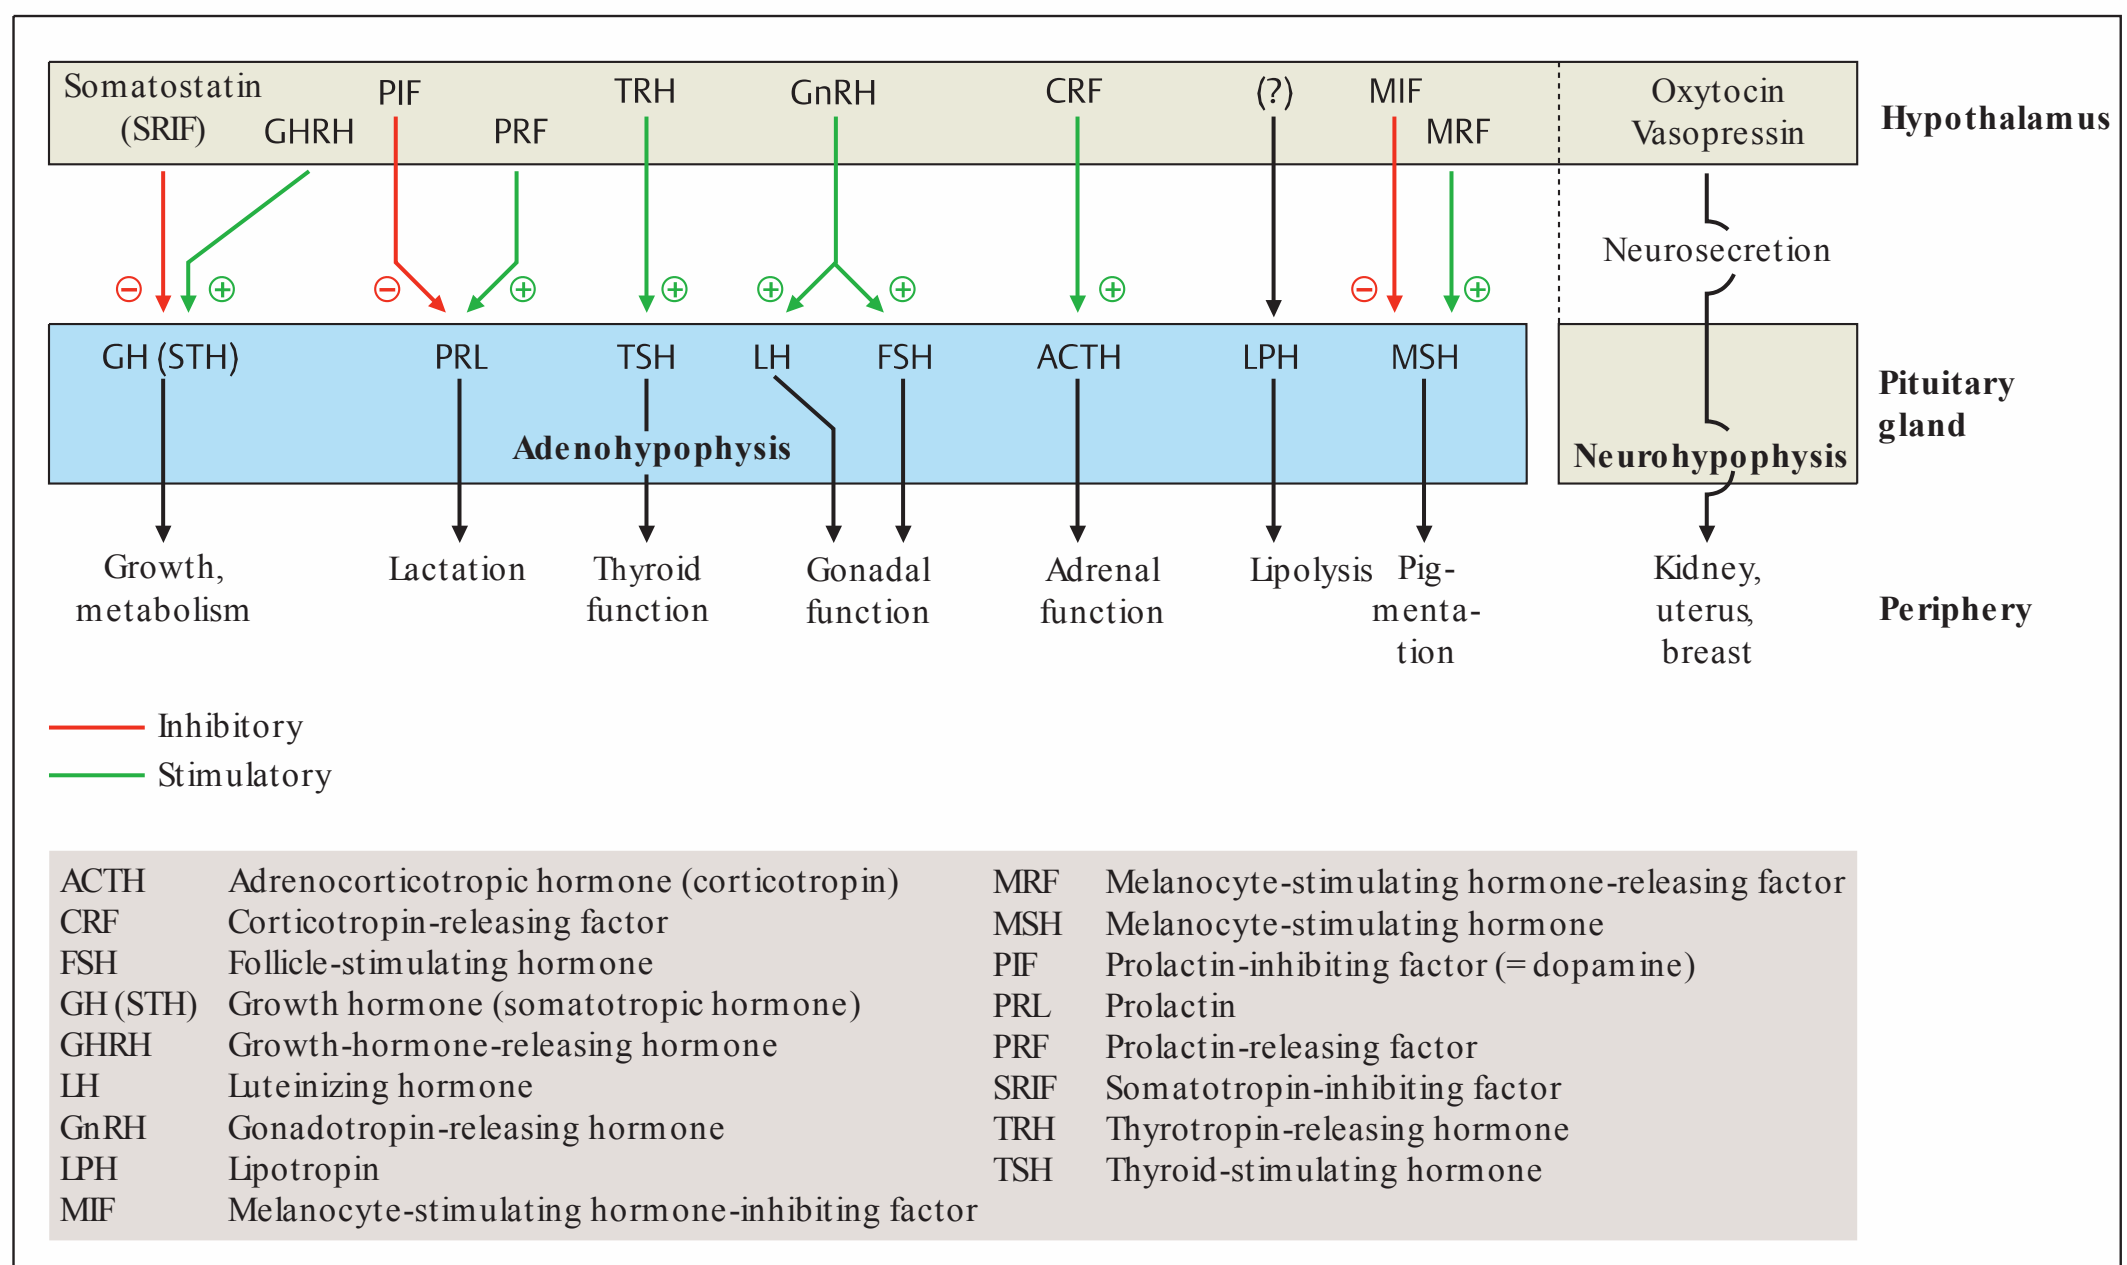 Somatostatin
(SRIF)
GHRH
PIF
PRF
TRH
GnRH
CRF
(?)
MIF
MRF
Oxytocin
Vasopressin
Hypothalamus
Neurosecretion
− + − + + + + + − +
GH (STH)
PRL
TSH
LH
FSH
ACTH
LPH
MSH
Adenohypophysis
Neurohypophysis
Pituitary
gland
Growth,
metabolism
Lactation
Thyroid
function
Gonadal
function
Adrenal
function
Lipolysis
Pig-
menta-
tion
Kidney,
uterus,
breast
Periphery
Inhibitory
Stimulatory
ACTH Adrenocorticotropic hormone (corticotropin)
CRF Corticotropin-releasing factor
FSH Follicle-stimulating hormone
GH (STH) Growth hormone (somatotropic hormone)
GHRH Growth-hormone-releasing hormone
LH Luteinizing hormone
GnRH Gonadotropin-releasing hormone
LPH Lipotropin
MIF Melanocyte-stimulating hormone-inhibiting factor
MRF Melanocyte-stimulating hormone-releasing factor
MSH Melanocyte-stimulating hormone
PIF Prolactin-inhibiting factor (= dopamine)
PRL Prolactin
PRF Prolactin-releasing factor
SRIF Somatotropin-inhibiting factor
TRH Thyrotropin-releasing hormone
TSH Thyroid-stimulating hormone